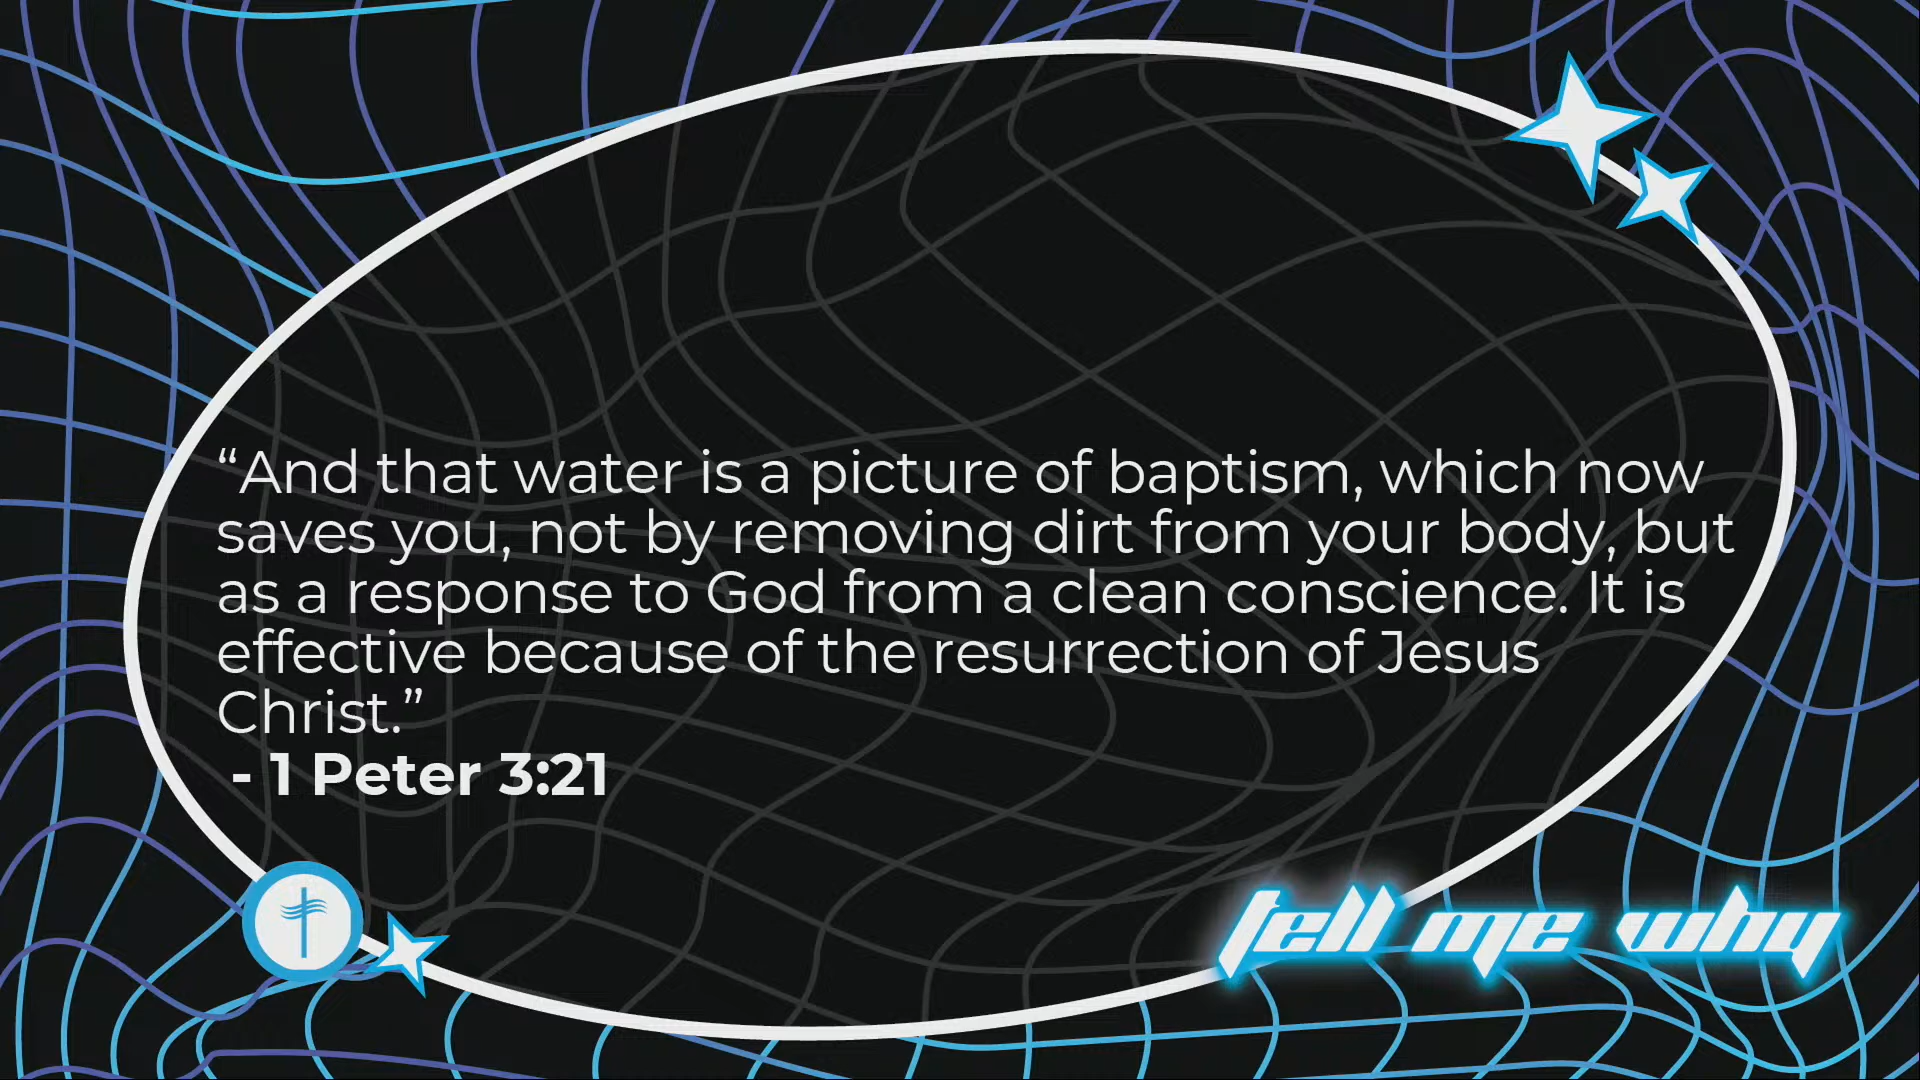 “And that water is a picture of baptism, which now
saves you, not by removing dirt from your body, but
as a response to God from a clean conscience. It is
effective because of the resurrection of Jesus
Christ.”
- 1 Peter 3:21
tell me why